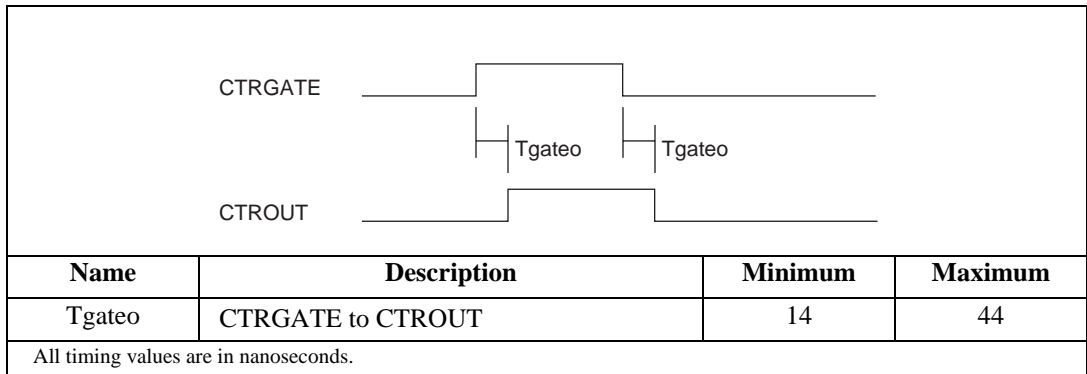 CTRGATE
Tgateo Tgateo
CTROUT
Name Description Minimum Maximum
Tgateo CTRGATE to CTROUT 14 44
All timing values are in nanoseconds.